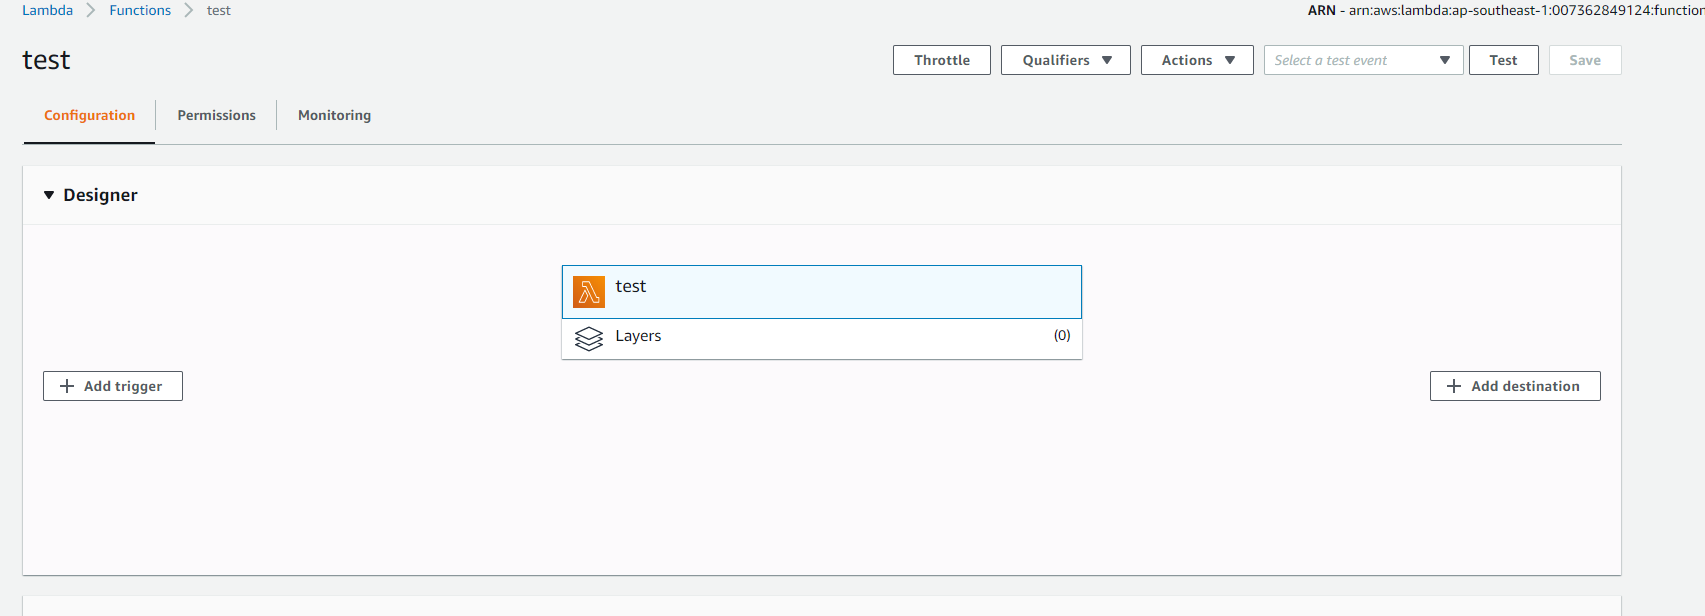 Lambda > Functions > test
ARN - arn:aws:lambda:ap-southeast-1:007362849124:function
test
Throttle Qualifiers Actions Select a test event Test Save
Configuration Permissions Monitoring
Designer
test
Layers (0)
+ Add trigger + Add destination